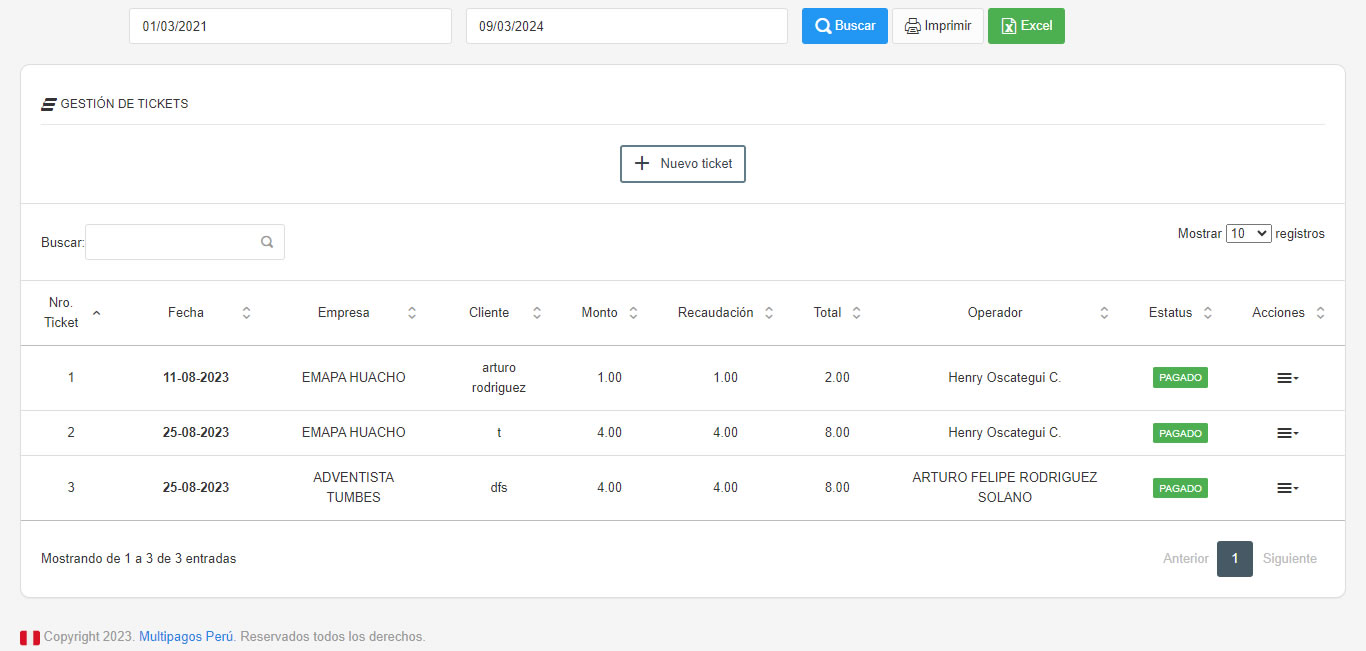 01/03/2021 09/03/2024 Buscar Imprimir Excel
GESTIÓN DE TICKETS
Nuevo ticket
Buscar: Mostrar 10 registros
Nro. Ticket Fecha Empresa Cliente Monto Recaudación Total Operador Estatus Acciones
1 11-08-2023 EMAPA HUACHO arturo rodriguez 1.00 1.00 2.00 Henry Oscategui C. PAGADO
2 25-08-2023 EMAPA HUACHO t 4.00 4.00 8.00 Henry Oscategui C. PAGADO
3 25-08-2023 ADVENTISTA TUMBES dfs 4.00 4.00 8.00 ARTURO FELIPE RODRIGUEZ SOLANO PAGADO
Mostrando de 1 a 3 de 3 entradas Anterior 1 Siguiente
Copyright 2023. Multipagos Perú. Reservados todos los derechos.